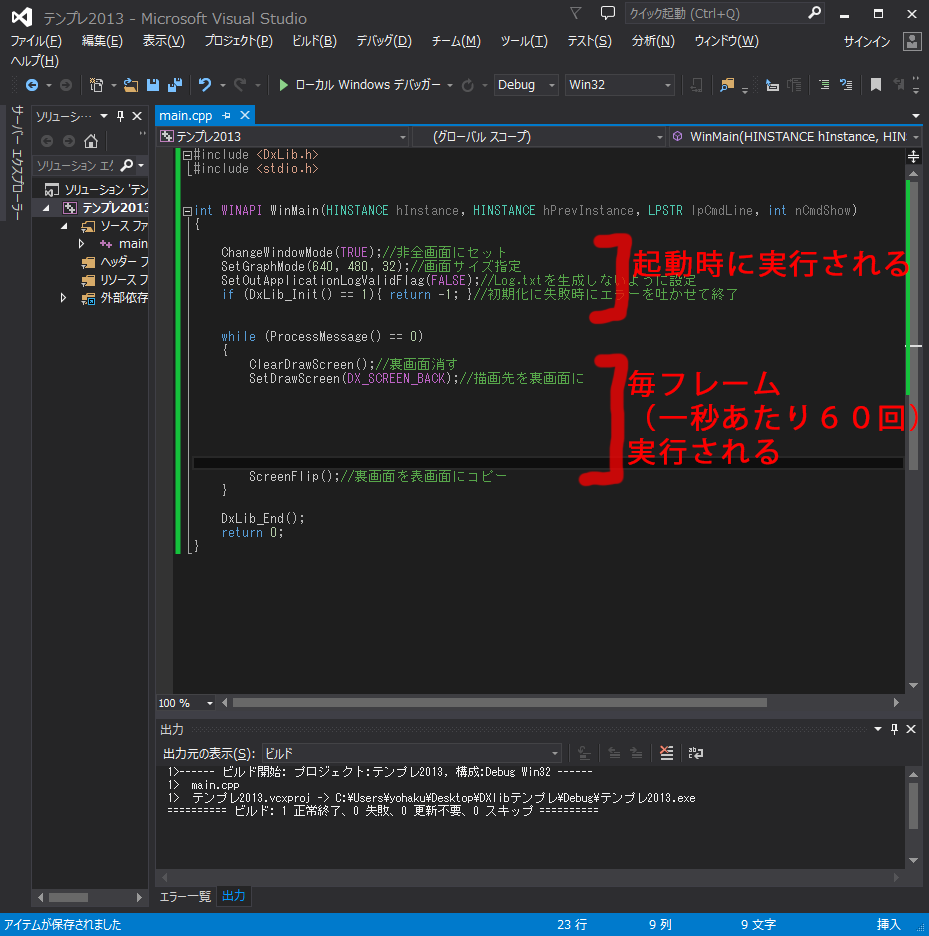 テンプレ2013 - Microsoft Visual Studio
クイック起動 (Ctrl+Q)
ファイル(F) 編集(E) 表示(V) プロジェクト(P) ビルド(B) デバッグ(D) チーム(M) ツール(T) テスト(S) 分析(N) ウィンドウ(W) サインイン
ヘルプ(H)
ローカル Windows デバッガー Debug Win32
サーバー エクスプローラー
ソリューシ…
ソリューション エ
ソリューション 'テン
テンプレ2013
ソース ファ
main
ヘッダー フ
リソース フ
外部依存
main.cpp
テンプレ2013 (グローバル スコープ) WinMain(HINSTANCE hInstance, HIN
#include <DxLib.h>
#include <stdio.h>
int WINAPI WinMain(HINSTANCE hInstance, HINSTANCE hPrevInstance, LPSTR lpCmdLine, int nCmdShow)
{
ChangeWindowMode(TRUE);//非全画面にセット
SetGraphMode(640, 480, 32);//画面サイズ指定
SetOutApplicationLogValidFlag(FALSE);//Log.txtを生成しないように設定
if (DxLib_Init() == 1){ return -1; }//初期化に失敗時にエラーを吐かせて終了
起動時に実行される
while (ProcessMessage() == 0)
{
ClearDrawScreen();//裏画面消す
SetDrawScreen(DX_SCREEN_BACK);//描画先を裏画面に
毎フレーム
（一秒あたり６０回）
実行される
ScreenFlip();//裏画面を表画面にコピー
}
DxLib_End();
return 0;
}
100 %
出力
出力元の表示(S): ビルド
1>------ ビルド開始: プロジェクト:テンプレ2013, 構成:Debug Win32 ------
1> main.cpp
1> テンプレ2013.vcxproj -> C:¥Users¥yohaku¥Desktop¥DXlibテンプレ¥Debug¥テンプレ2013.exe
========== ビルド: 1 正常終了、0 失敗、0 更新不要、0 スキップ ==========
エラー一覧 出力
アイテムが保存されました 23 行 9 列 9 文字 挿入